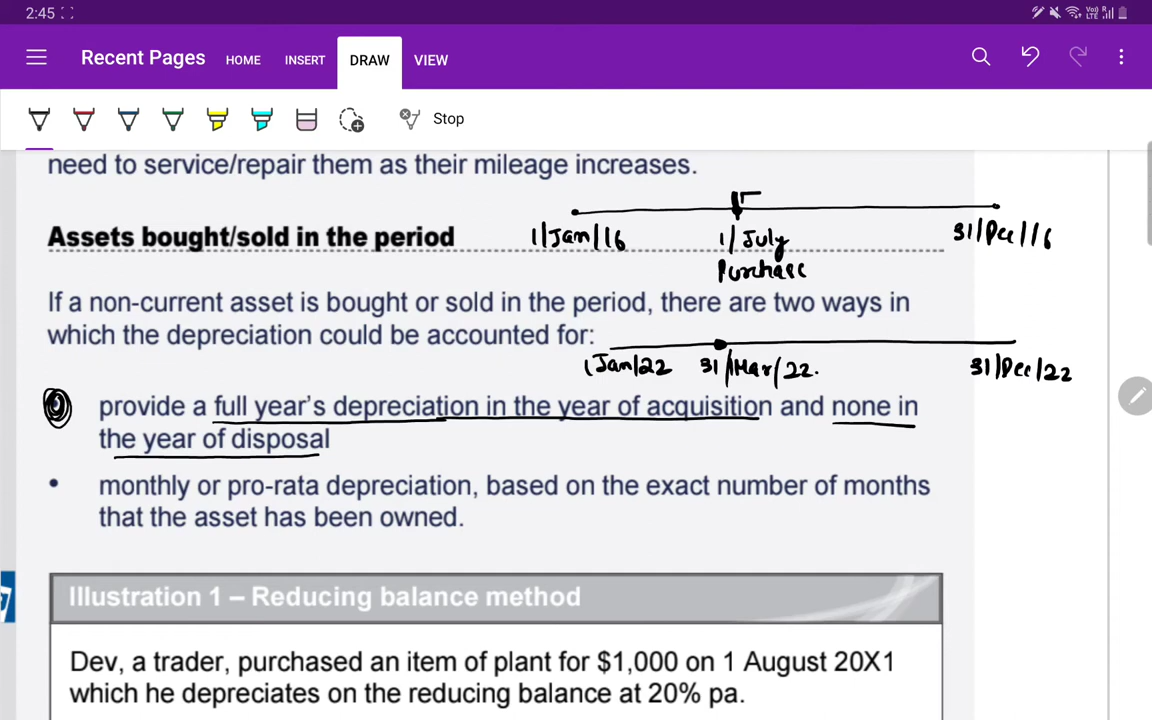 2:45
Recent Pages HOME INSERT DRAW VIEW
Stop
need to service/repair them as their mileage increases.
Assets bought/sold in the period
1/Jan/16 1/July 31/Dec/16
Purchase
If a non-current asset is bought or sold in the period, there are two ways in
which the depreciation could be accounted for:
1Jan/22 31/Mar/22. 31/Dec/22
provide a full year's depreciation in the year of acquisition and none in
the year of disposal
• monthly or pro-rata depreciation, based on the exact number of months
that the asset has been owned.
Illustration 1 – Reducing balance method
Dev, a trader, purchased an item of plant for $1,000 on 1 August 20X1
which he depreciates on the reducing balance at 20% pa.